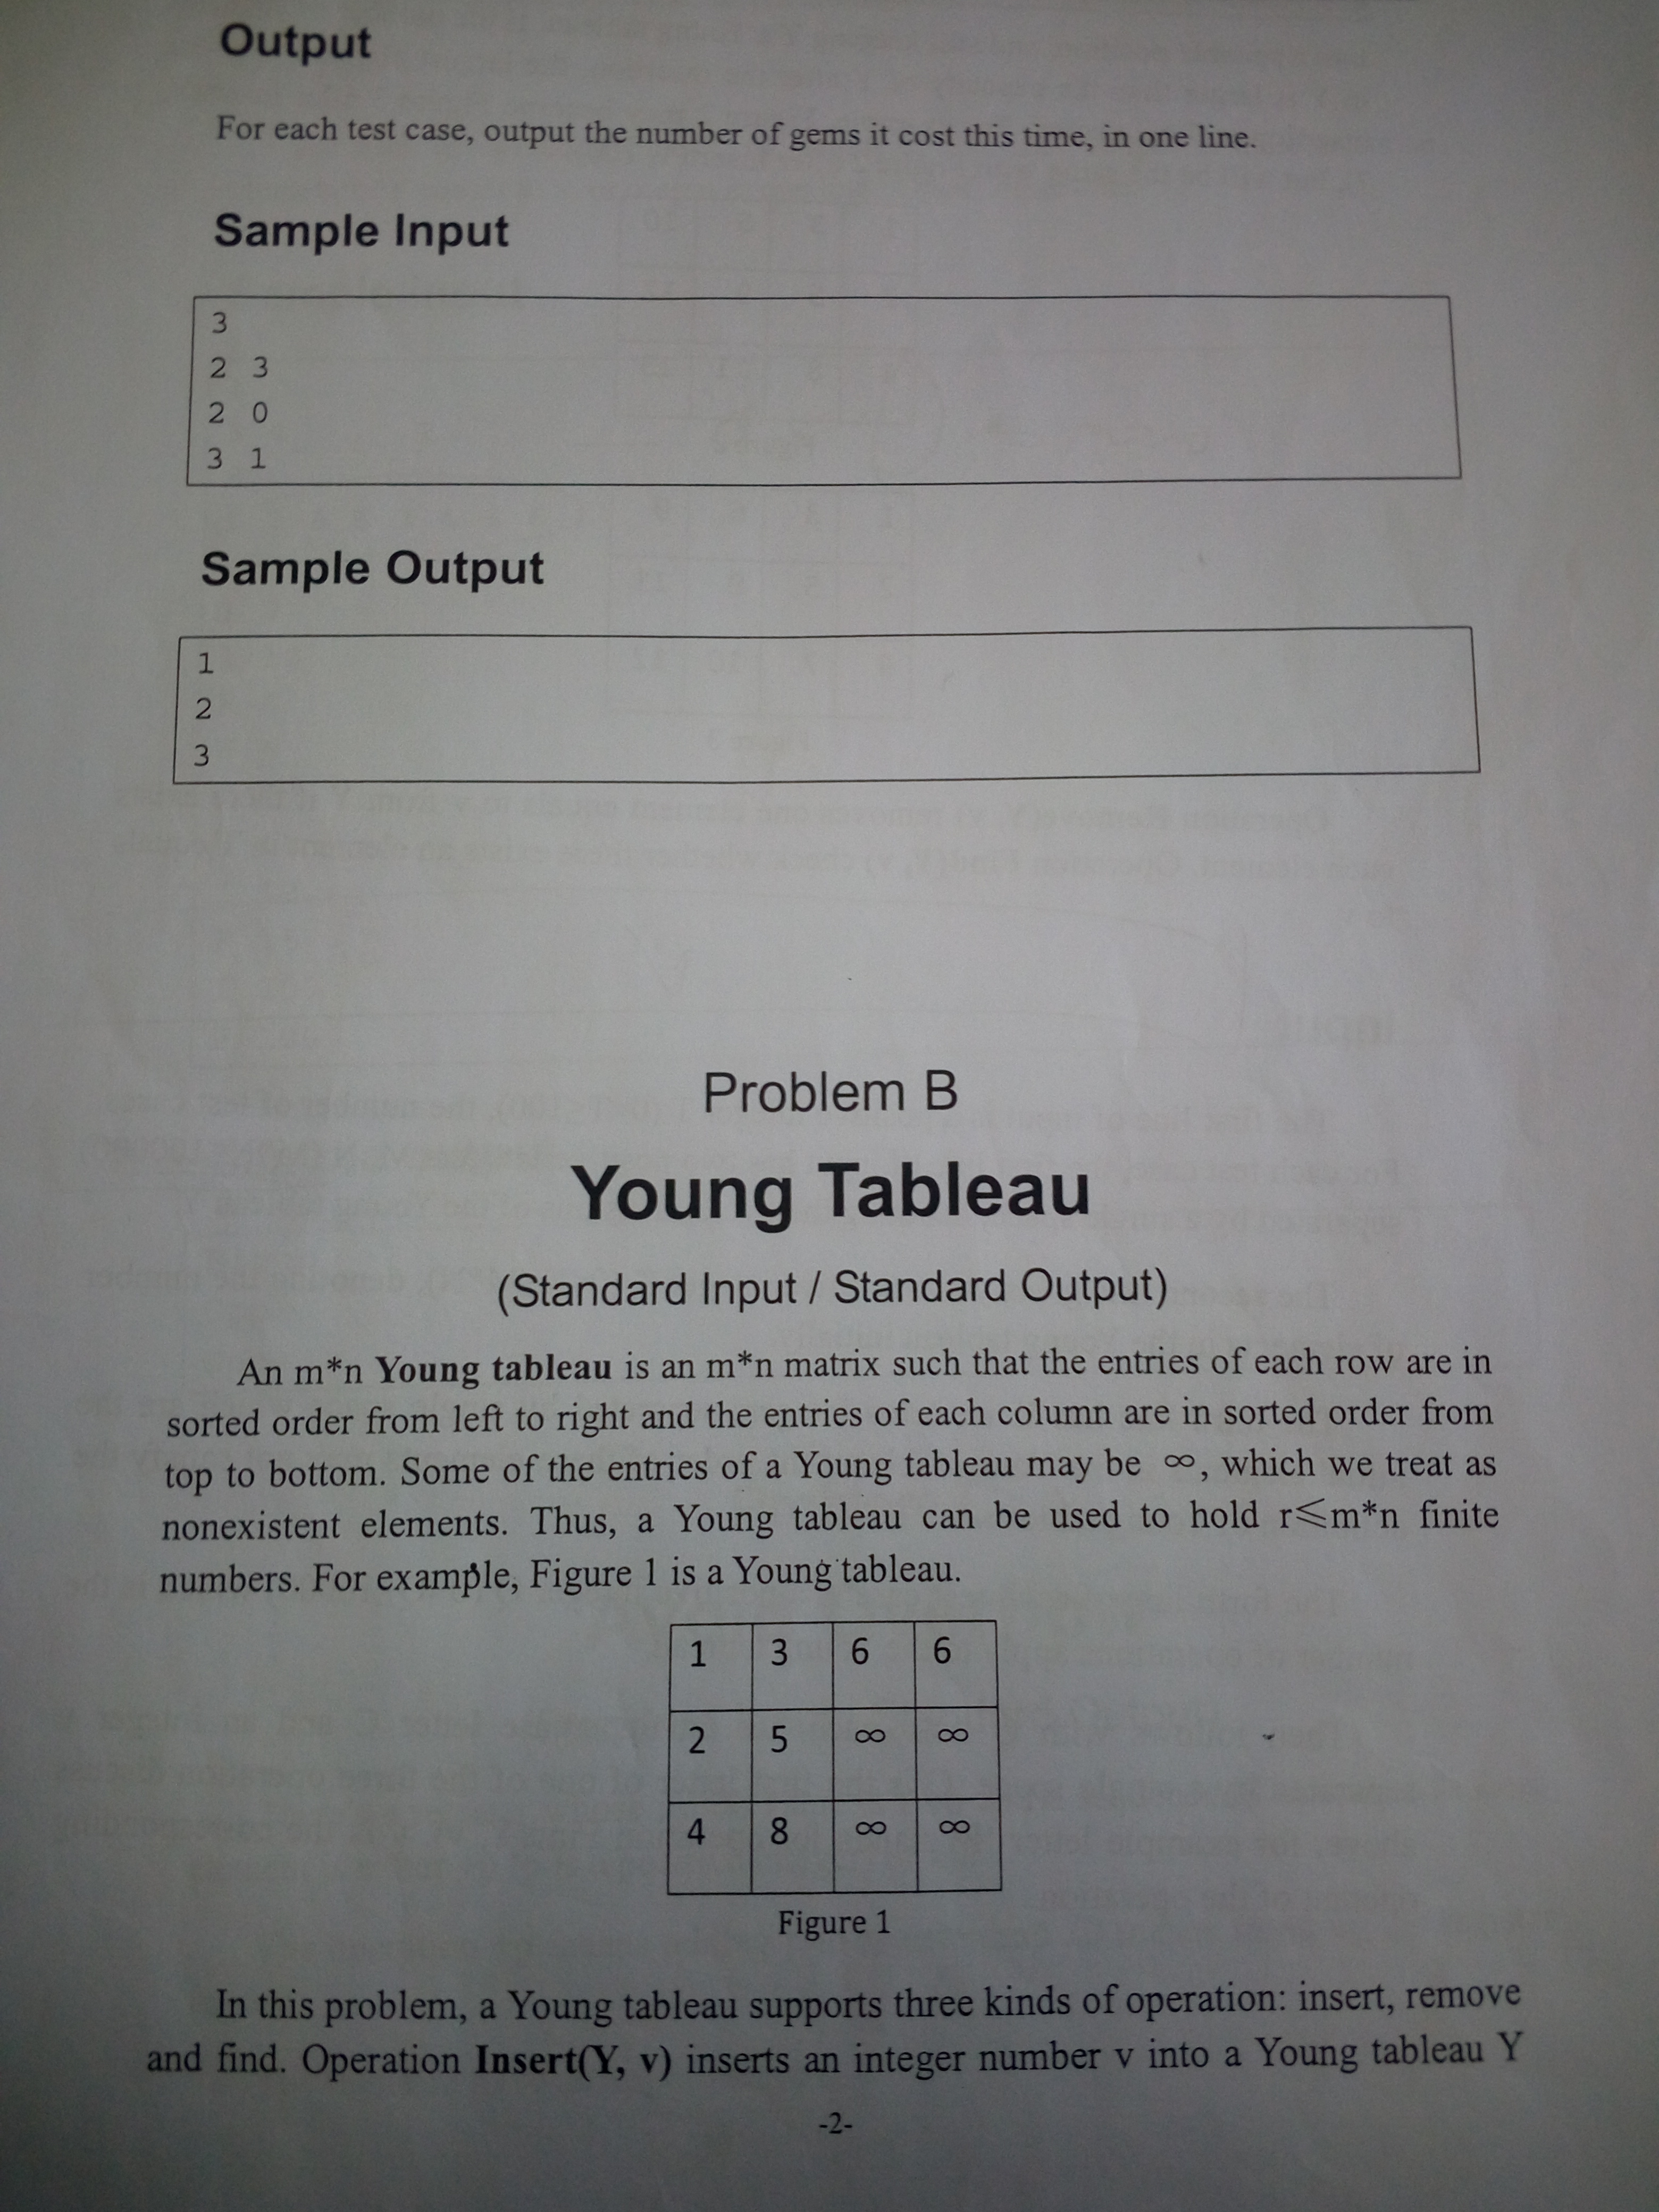 Output
For each test case, output the number of gems it cost this time, in one line.
Sample Input
3
2 3
2 0
3 1
Sample Output
1
2
3
Problem B
Young Tableau
(Standard Input / Standard Output)
An m*n Young tableau is an m*n matrix such that the entries of each row are in
sorted order from left to right and the entries of each column are in sorted order from
top to bottom. Some of the entries of a Young tableau may be ∞, which we treat as
nonexistent elements. Thus, a Young tableau can be used to hold r⩽m*n finite
numbers. For example, Figure 1 is a Young tableau.
1 3 6 6
2 5 ∞ ∞
4 8 ∞ ∞
Figure 1
In this problem, a Young tableau supports three kinds of operation: insert, remove
and find. Operation Insert(Y, v) inserts an integer number v into a Young tableau Y
-2-